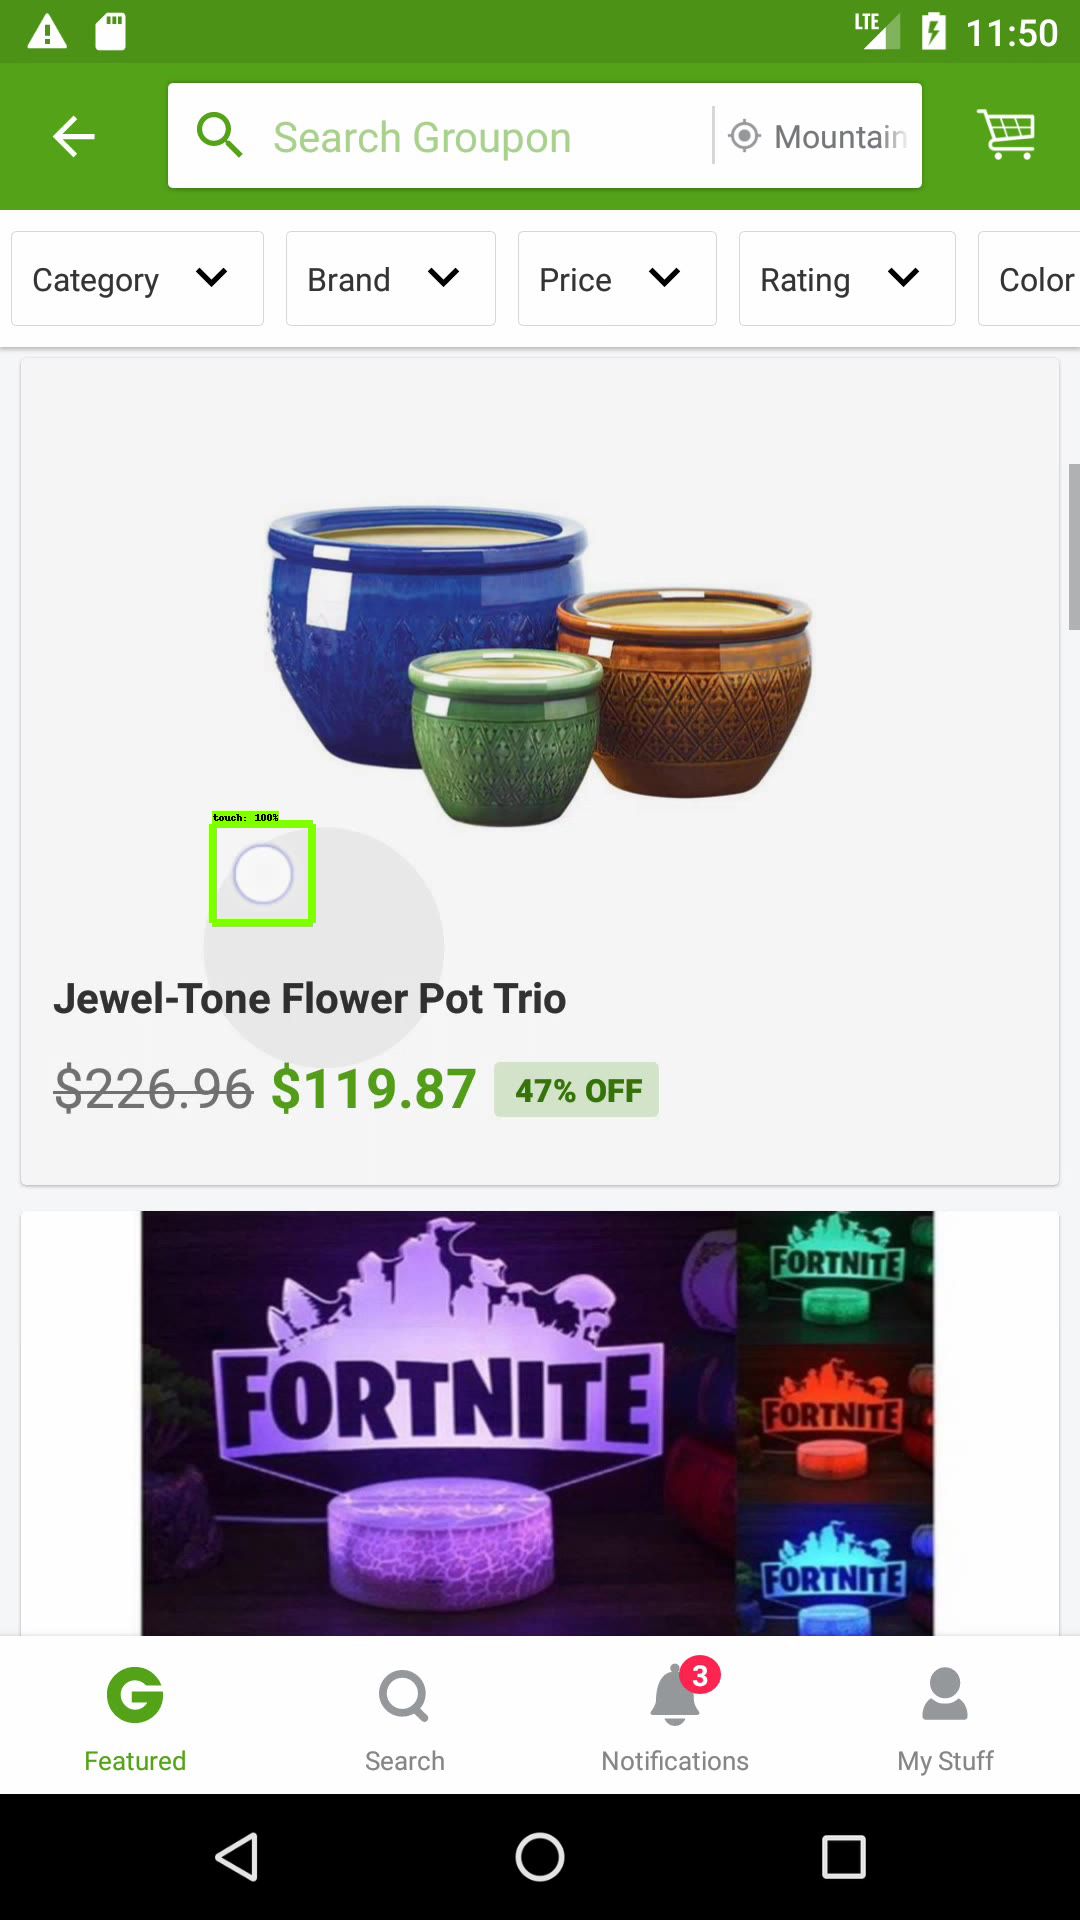 LTE 11:50
Search Groupon Mountain
Category Brand Price Rating Color
touch: 100%
Jewel-Tone Flower Pot Trio
$226.96 $119.87 47% OFF
FORTNITE
FORTNITE
FORTNITE
FORTNITE
3
Featured Search Notifications My Stuff